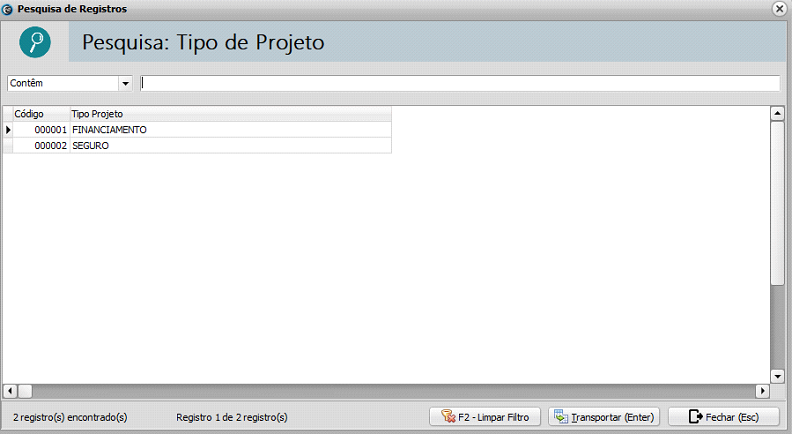 Pesquisa de Registros
Pesquisa: Tipo de Projeto
Contêm
Código Tipo Projeto
000001 FINANCIAMENTO
000002 SEGURO
2 registro(s) encontrado(s) Registro 1 de 2 registro(s) F2 - Limpar Filtro Transportar (Enter) Fechar (Esc)